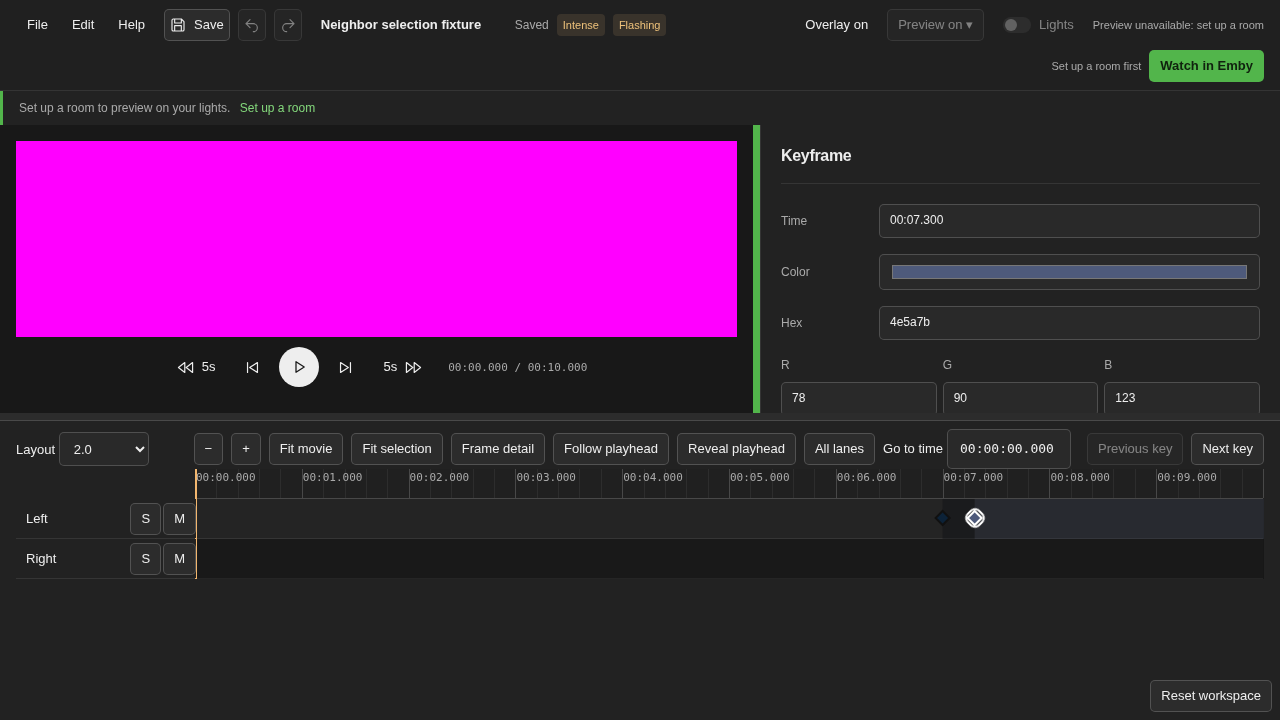 File Edit Help Save Neighbor selection fixture Saved Intense Flashing Overlay on Preview on ▾ Lights Preview unavailable: set up a room
Set up a room first Watch in Emby
Set up a room to preview on your lights. Set up a room
Keyframe
Time 00:07.300
Color
Hex 4e5a7b
R G B
78 90 123
5s 5s 00:00.000 / 00:10.000
Layout 2.0 − + Fit movie Fit selection Frame detail Follow playhead Reveal playhead All lanes Go to time 00:00:00.000 Previous key Next key
00:00.000 00:01.000 00:02.000 00:03.000 00:04.000 00:05.000 00:06.000 00:07.000 00:08.000 00:09.000
Left S M
Right S M
Reset workspace